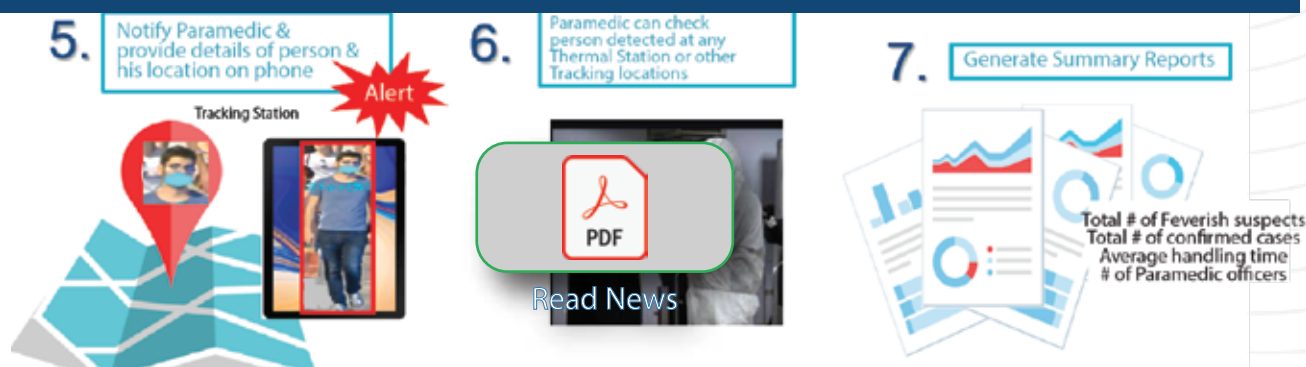 5.
Notify Paramedic &
provide details of person &
his location on phone
Alert
Tracking Station
6.
Paramedic can check
person detected at any
Thermal Station or other
Tracking locations
PDF
Read News
7.
Generate Summary Reports
Total # of Feverish suspects
Total # of confirmed cases
Average handling time
# of Paramedic officers